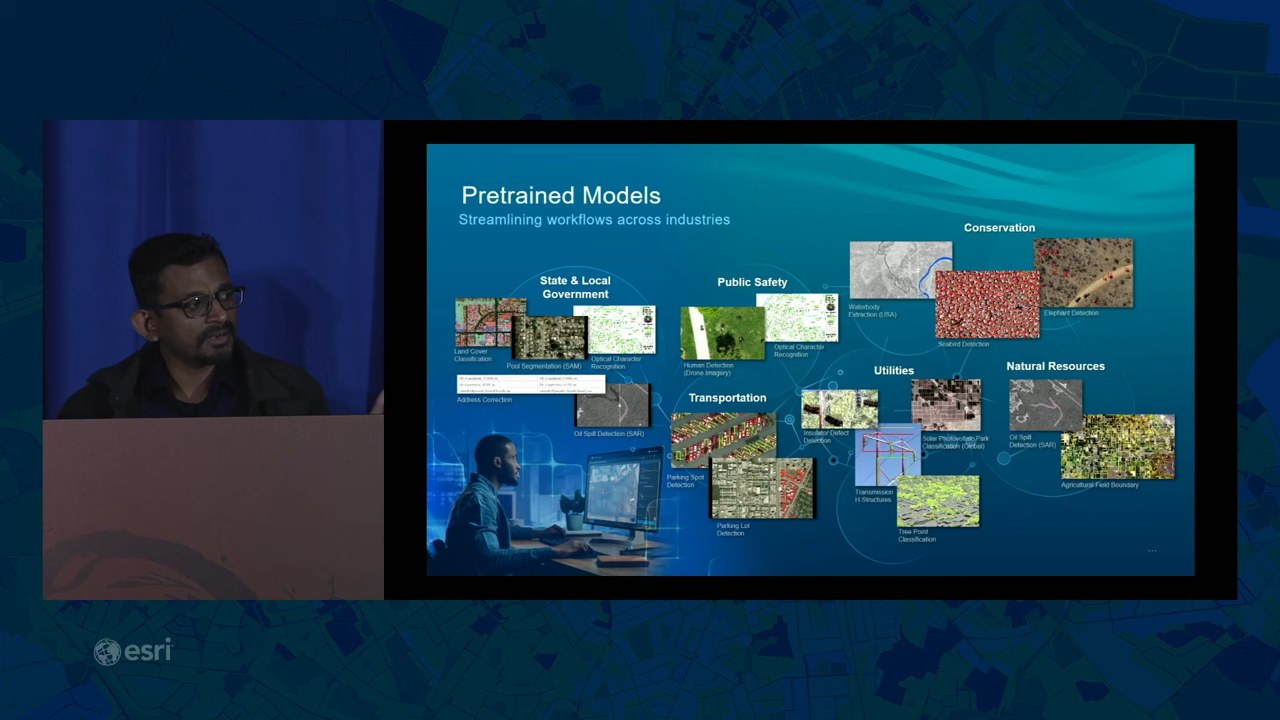 Pretrained Models
Streamlining workflows across industries
State & Local
Government
Land Cover
Classification
Pool Segmentation (SAM)
Optical Character
Recognition
Address Correction
Oil Spill Detection (SAR)
Public Safety
Human Detection
(Drone Imagery)
Optical Character
Recognition
Transportation
Parking Spot
Detection
Parking Lot
Detection
Conservation
Waterbody
Extraction (USA)
Seabird Detection
Elephant Detection
Utilities
Insulator Defect
Detection
Solar Photovoltaic Park
Classification (Global)
Transmission
H-Structures
Tree Point
Classification
Natural Resources
Oil Spill
Detection (SAR)
Agricultural Field Boundary
...
esri